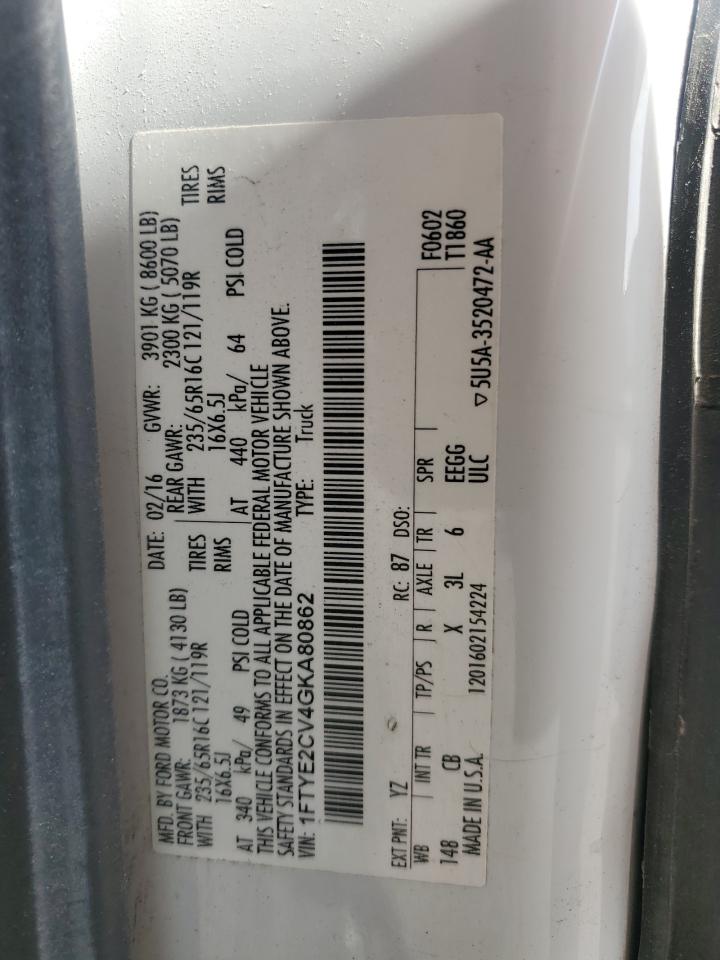 MFD. BY FORD MOTOR CO.
DATE: 02/16 GVWR: 3901 KG ( 8600 LB)
FRONT GAWR: 1873 KG ( 4130 LB)
REAR GAWR: 2300 KG ( 5070 LB)
WITH 235/65R16C 121/119R TIRES
WITH 235/65R16C 121/119R TIRES
16X6.5J RIMS
16X6.5J RIMS
AT 340 kPa/ 49 PSI COLD
AT 440 kPa/ 64 PSI COLD
THIS VEHICLE CONFORMS TO ALL APPLICABLE FEDERAL MOTOR VEHICLE
SAFETY STANDARDS IN EFFECT ON THE DATE OF MANUFACTURE SHOWN ABOVE.
VIN: 1FTYE2CV4GKA80862 TYPE: Truck
F0602
T1860
EXT PNT: YZ RC: 87 DSO:
WB INT TR TP/PS R AXLE TR SPR
148 CB X 3L 6 EEGG
ULC
MADE IN U.S.A. 1201602154224 ▽5U5A-3520472-AA